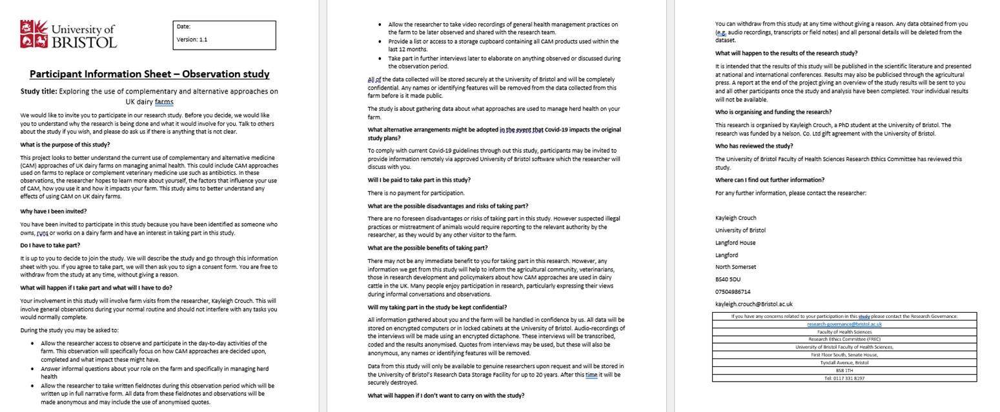 University of
BRISTOL
Date:
Version: 1.1
Participant Information Sheet – Observation study
Study title: Exploring the use of complementary and alternative approaches on
UK dairy farms
We would like to invite you to participate in our research study. Before you decide, we would like
you to understand why the research is being done and what it would involve for you. Talk to others
about the study if you wish, and please do ask us if there is anything that is not clear.
What is the purpose of this study?
This project looks to better understand the current use of complementary and alternative medicine
(CAM) approaches of UK dairy farms on managing animal health. This could include CAM approaches
used on farms to replace or complement veterinary medicine use such as antibiotics. In these
observations, the researcher hopes to learn more about yourself, the factors that influence your use
of CAM, how you use it and how it impacts your farm. This study aims to better understand any
effects of using CAM on UK dairy farms.
Why have I been invited?
You have been invited to participate in this study because you have been identified as someone who
owns, runs or works on a dairy farm and have an interest in taking part in this study.
Do I have to take part?
It is up to you to decide to join the study. We will describe the study and go through this information
sheet with you. If you agree to take part, we will then ask you to sign a consent form. You are free to
withdraw from the study at any time, without giving a reason.
What will happen if I take part and what will I have to do?
Your involvement in this study will involve farm visits from the researcher, Kayleigh Crouch. This will
involve general observations during your normal routine and should not interfere with any tasks you
would normally complete.
During the study you may be asked to:
• Allow the researcher access to observe and participate in the day-to-day activities of the
farm. This observation will specifically focus on how CAM approaches are decided upon,
completed and what impact these might have.
• Answer informal questions about your role on the farm and specifically in managing herd
health
• Allow the researcher to take written fieldnotes during this observation period which will be
written up in full narrative form. All data from these fieldnotes and observations will be
made anonymous and may include the use of anonymised quotes.
• Allow the researcher to take video recordings of general health management practices on
the farm to be later observed and shared with the research team.
• Provide a list or access to a storage cupboard containing all CAM products used within the
last 12 months.
• Take part in further interviews later to elaborate on anything observed or discussed during
the observation period.
All of the data collected will be stored securely at the University of Bristol and will be completely
confidential. Any names or identifying features will be removed from the data collected from this
farm before is it made public.
The study is about gathering data about what approaches are used to manage herd health on your
farm.
What alternative arrangements might be adopted in the event that Covid-19 impacts the original
study plans?
To comply with current Covid-19 guidelines through out this study, participants may be invited to
provide information remotely via approved University of Bristol software which the researcher will
discuss with you.
Will I be paid to take part in this study?
There is no payment for participation.
What are the possible disadvantages and risks of taking part?
There are no foreseen disadvantages or risks of taking part in this study. However suspected illegal
practices or mistreatment of animals would require reporting to the relevant authority by the
researcher, as they would by any other visitor to the farm.
What are the possible benefits of taking part?
There may not be any immediate benefit to you for taking part in this research. However, any
information we get from this study will help to inform the agricultural community, veterinarians,
those in research development and policymakers about how CAM approaches are used in dairy
cattle in the UK. Many people enjoy participation in research, particularly expressing their views
during informal conversations and observations.
Will my taking part in the study be kept confidential?
All information gathered about you and the farm will be handled in confidence by us. All data will be
stored on encrypted computers or in locked cabinets at the University of Bristol. Audio-recordings of
the interviews will be made using an encrypted dictaphone. These interviews will be transcribed,
coded and the results anonymised. Quotes from interviews may be used, but these will also be
anonymous, any names or identifying features will be removed.
Data from this study will only be available to genuine researchers upon request and will be stored in
the University of Bristol's Research Data Storage Facility for up to 20 years. After this time it will be
securely destroyed.
What will happen if I don't want to carry on with the study?
You can withdraw from this study at any time without giving a reason. Any data obtained from you
(e.g. audio recordings, transcripts or field notes) and all personal details will be deleted from the
dataset.
What will happen to the results of the research study?
It is intended that the results of this study will be published in the scientific literature and presented
at national and international conferences. Results may also be publicised through the agricultural
press. A report at the end of the project giving an overview of the study results will be sent to you
and all other participants once the study and analysis have been completed. Your individual results
will not be available.
Who is organising and funding the research?
This research is organised by Kayleigh Crouch, a PhD student at the University of Bristol. The
research was funded by a Nelson. Co. Ltd gift agreement with the University of Bristol.
Who has reviewed the study?
The University of Bristol Faculty of Health Sciences Research Ethics Committee has reviewed this
study.
Where can I find out further information?
For any further information, please contact the researcher:
Kayleigh Crouch
University of Bristol
Langford House
Langford
North Somerset
BS40 5DU
07504986714
kayleigh.crouch@Bristol.ac.uk
If you have any concerns related to your participation in this study please contact the Research Governance:
research-governance@bristol.ac.uk
Faculty of Health Sciences
Research Ethics Committee (FREC)
University of Bristol Faculty of Health Sciences,
First Floor South, Senate House,
Tyndall Avenue, Bristol
BS8 1TH
Tel: 0117 331 8197